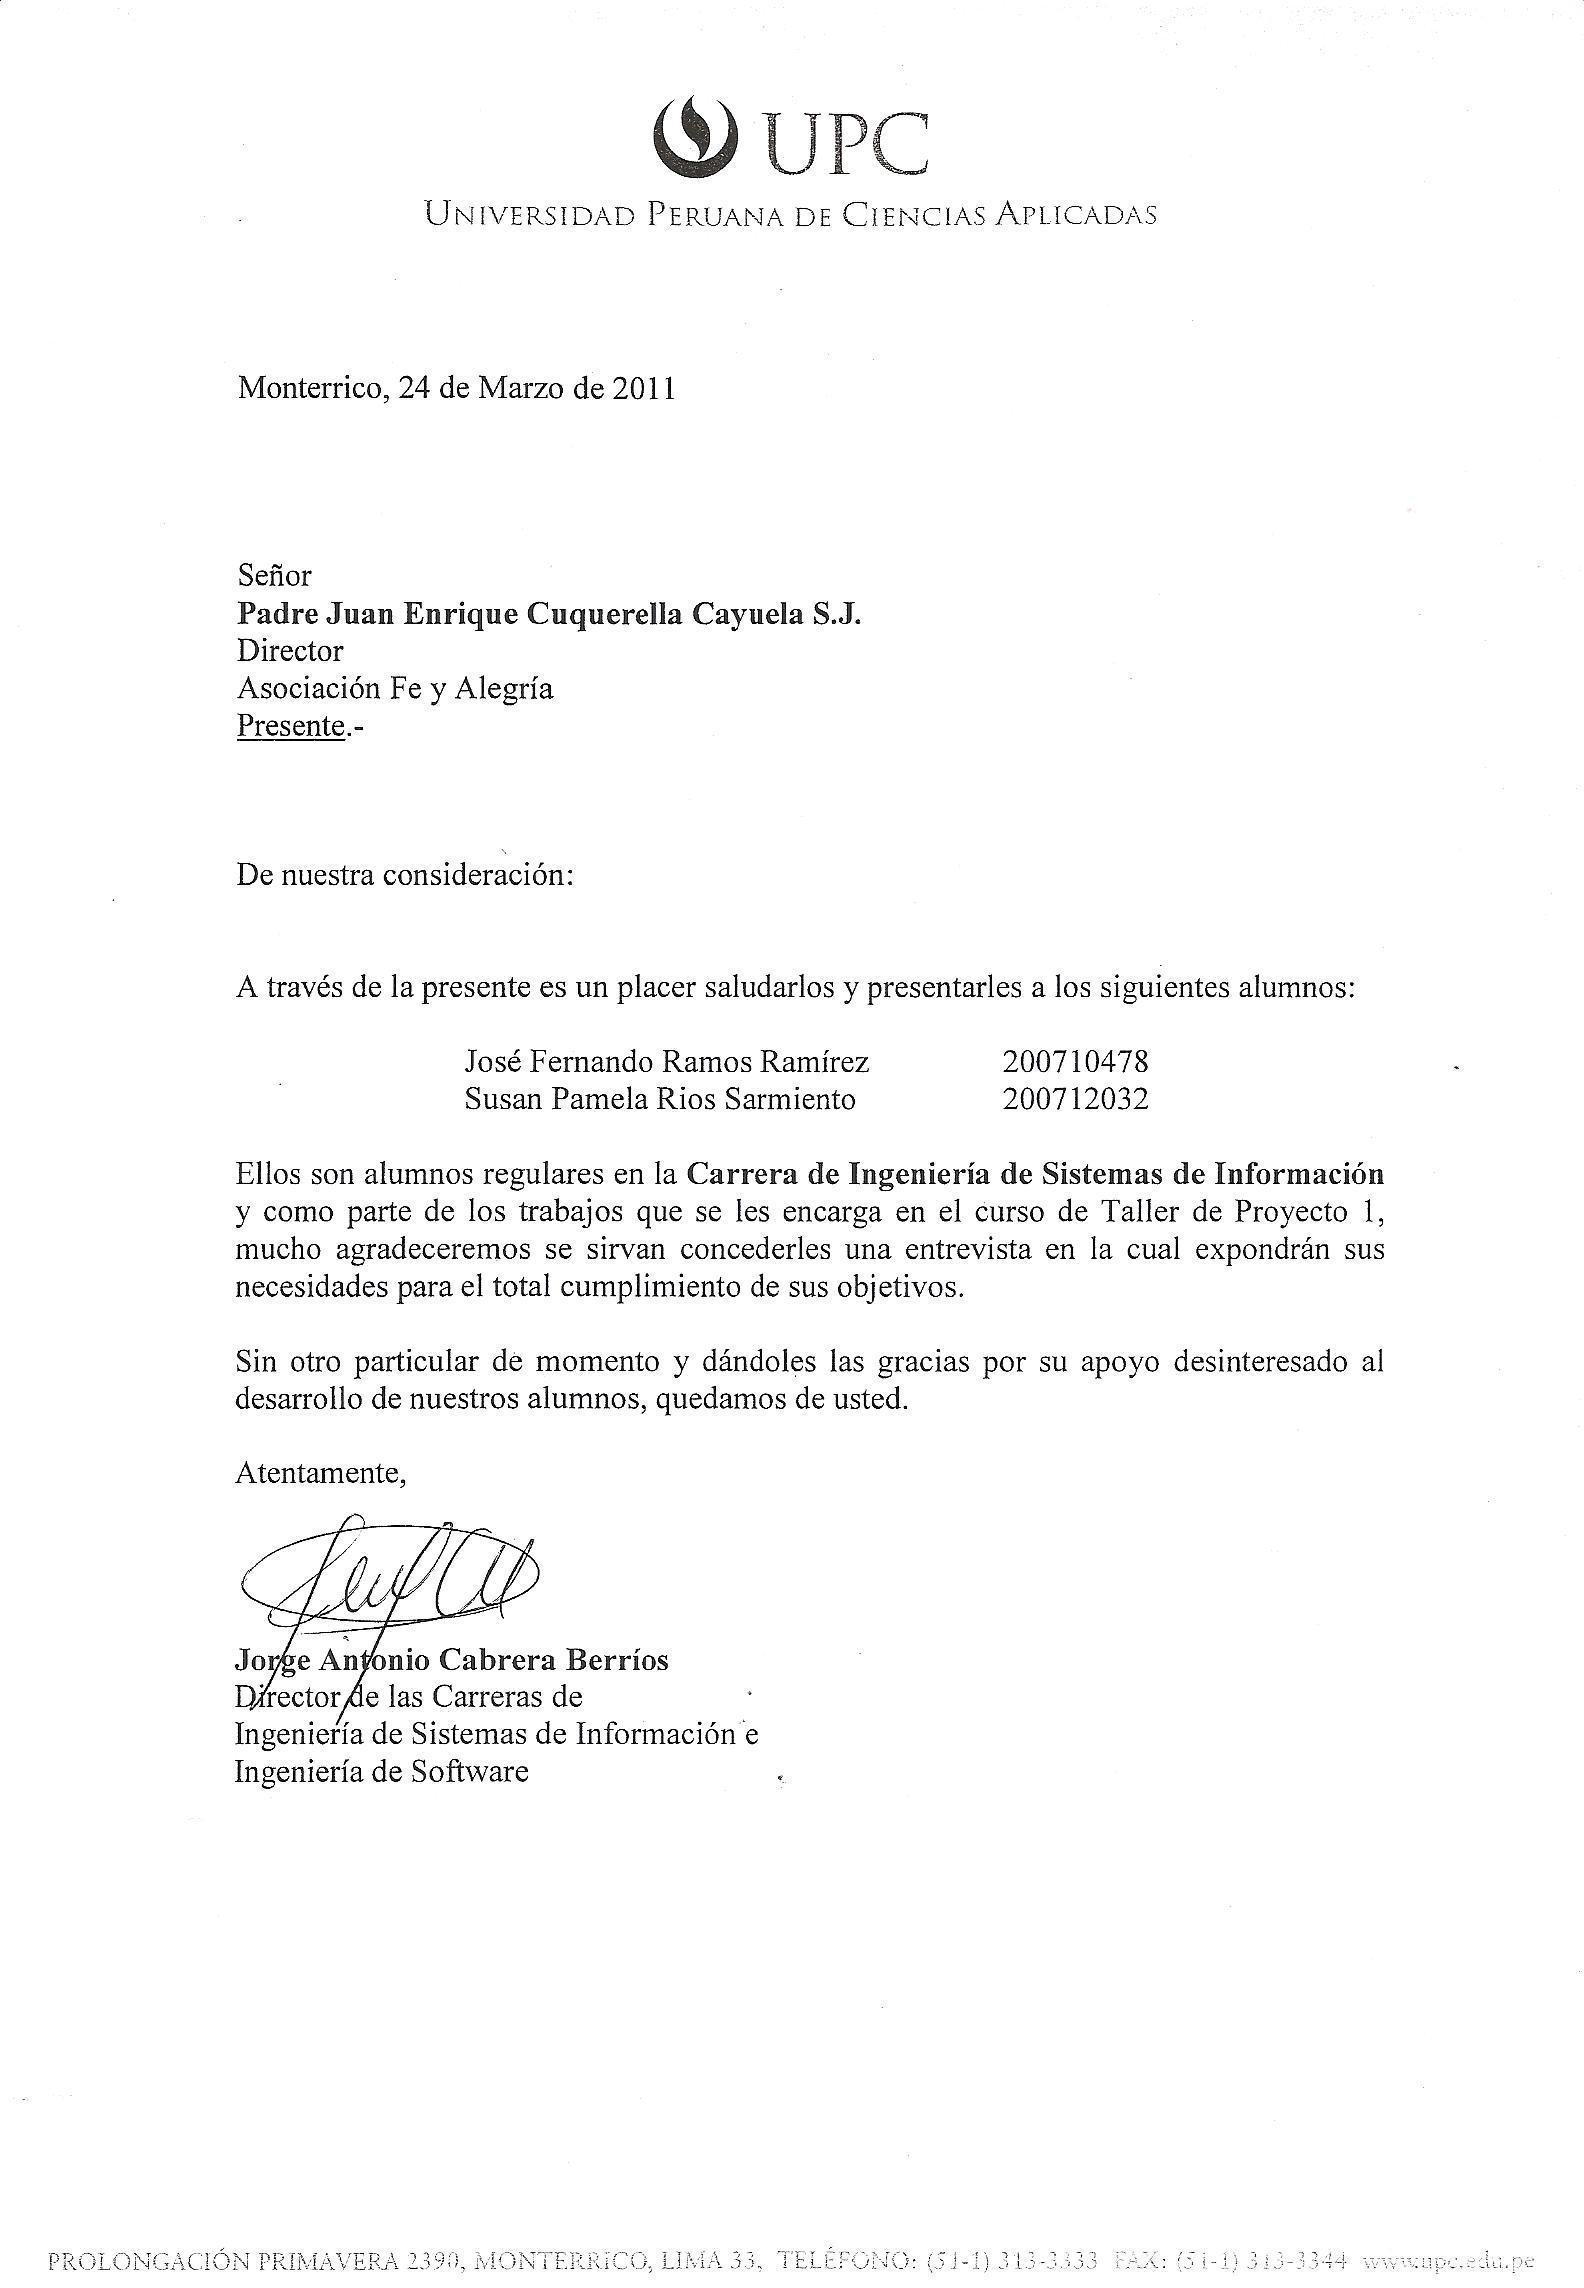 UPC
UNIVERSIDAD PERUANA DE CIENCIAS APLICADAS
Monterrico, 24 de Marzo de 2011
Señor
Padre Juan Enrique Cuquerella Cayuela S.J.
Director
Asociación Fe y Alegría
Presente.-
De nuestra consideración:
A través de la presente es un placer saludarlos y presentarles a los siguientes alumnos:
José Fernando Ramos Ramírez 200710478
Susan Pamela Rios Sarmiento 200712032
Ellos son alumnos regulares en la Carrera de Ingeniería de Sistemas de Información
y como parte de los trabajos que se les encarga en el curso de Taller de Proyecto 1,
mucho agradeceremos se sirvan concederles una entrevista en la cual expondrán sus
necesidades para el total cumplimiento de sus objetivos.
Sin otro particular de momento y dándoles las gracias por su apoyo desinteresado al
desarrollo de nuestros alumnos, quedamos de usted.
Atentamente,
Jorge Antonio Cabrera Berríos
Director de las Carreras de
Ingeniería de Sistemas de Información e
Ingeniería de Software
PROLONGACIÓN PRIMAVERA 2390, MONTERRICO, LIMA 33, TELÉFONO: (51-1) 313-3333 FAX: (51-1) 313-3344 www.upc.edu.pe